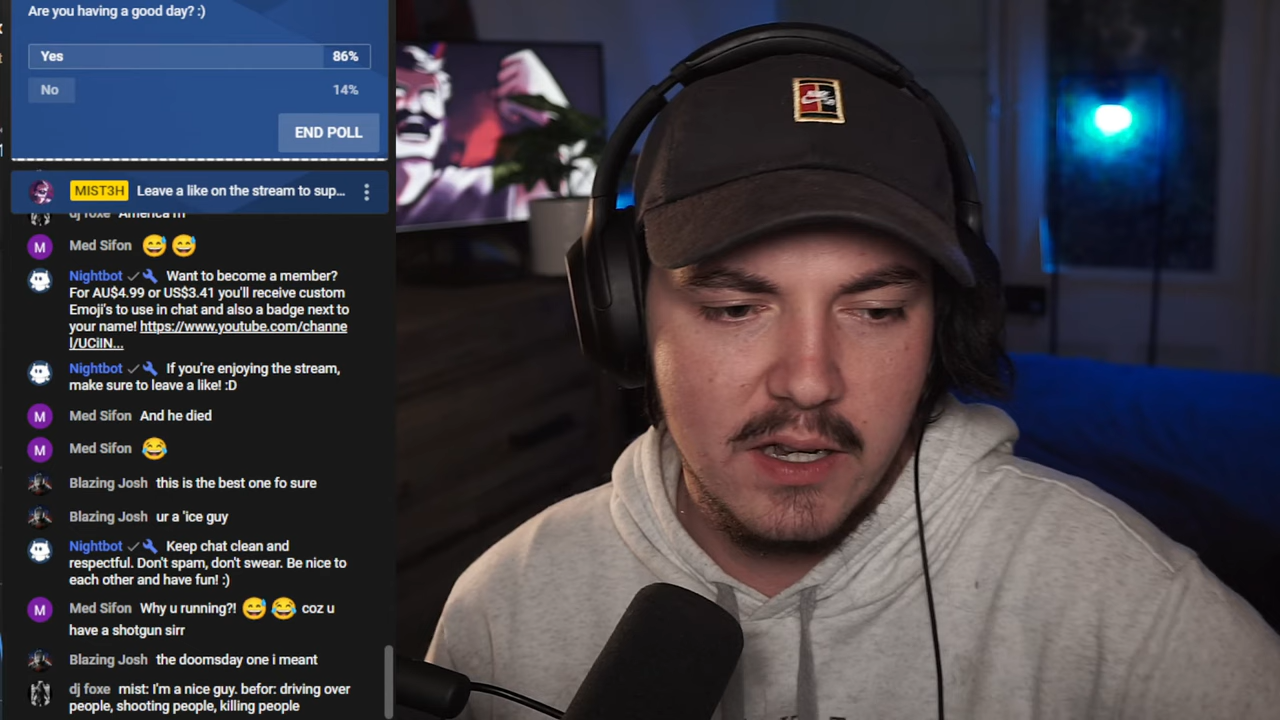 Are you having a good day? :)
Yes 86%
No 14%
END POLL
MIST3H Leave a like on the stream to sup...
dj foxe America m
Med Sifon 😅 😅
Nightbot Want to become a member?
For AU$4.99 or US$3.41 you'll receive custom
Emoji's to use in chat and also a badge next to
your name! https://www.youtube.com/channe
l/UCiIN...
Nightbot If you're enjoying the stream,
make sure to leave a like! :D
M Med Sifon And he died
M Med Sifon 😂
Blazing Josh this is the best one fo sure
Blazing Josh ur a 'ice guy
Nightbot Keep chat clean and
respectful. Don't spam, don't swear. Be nice to
each other and have fun! :)
M Med Sifon Why u running?! 😅 😂 coz u
have a shotgun sirr
Blazing Josh the doomsday one i meant
dj foxe mist: I'm a nice guy. befor: driving over
people, shooting people, killing people